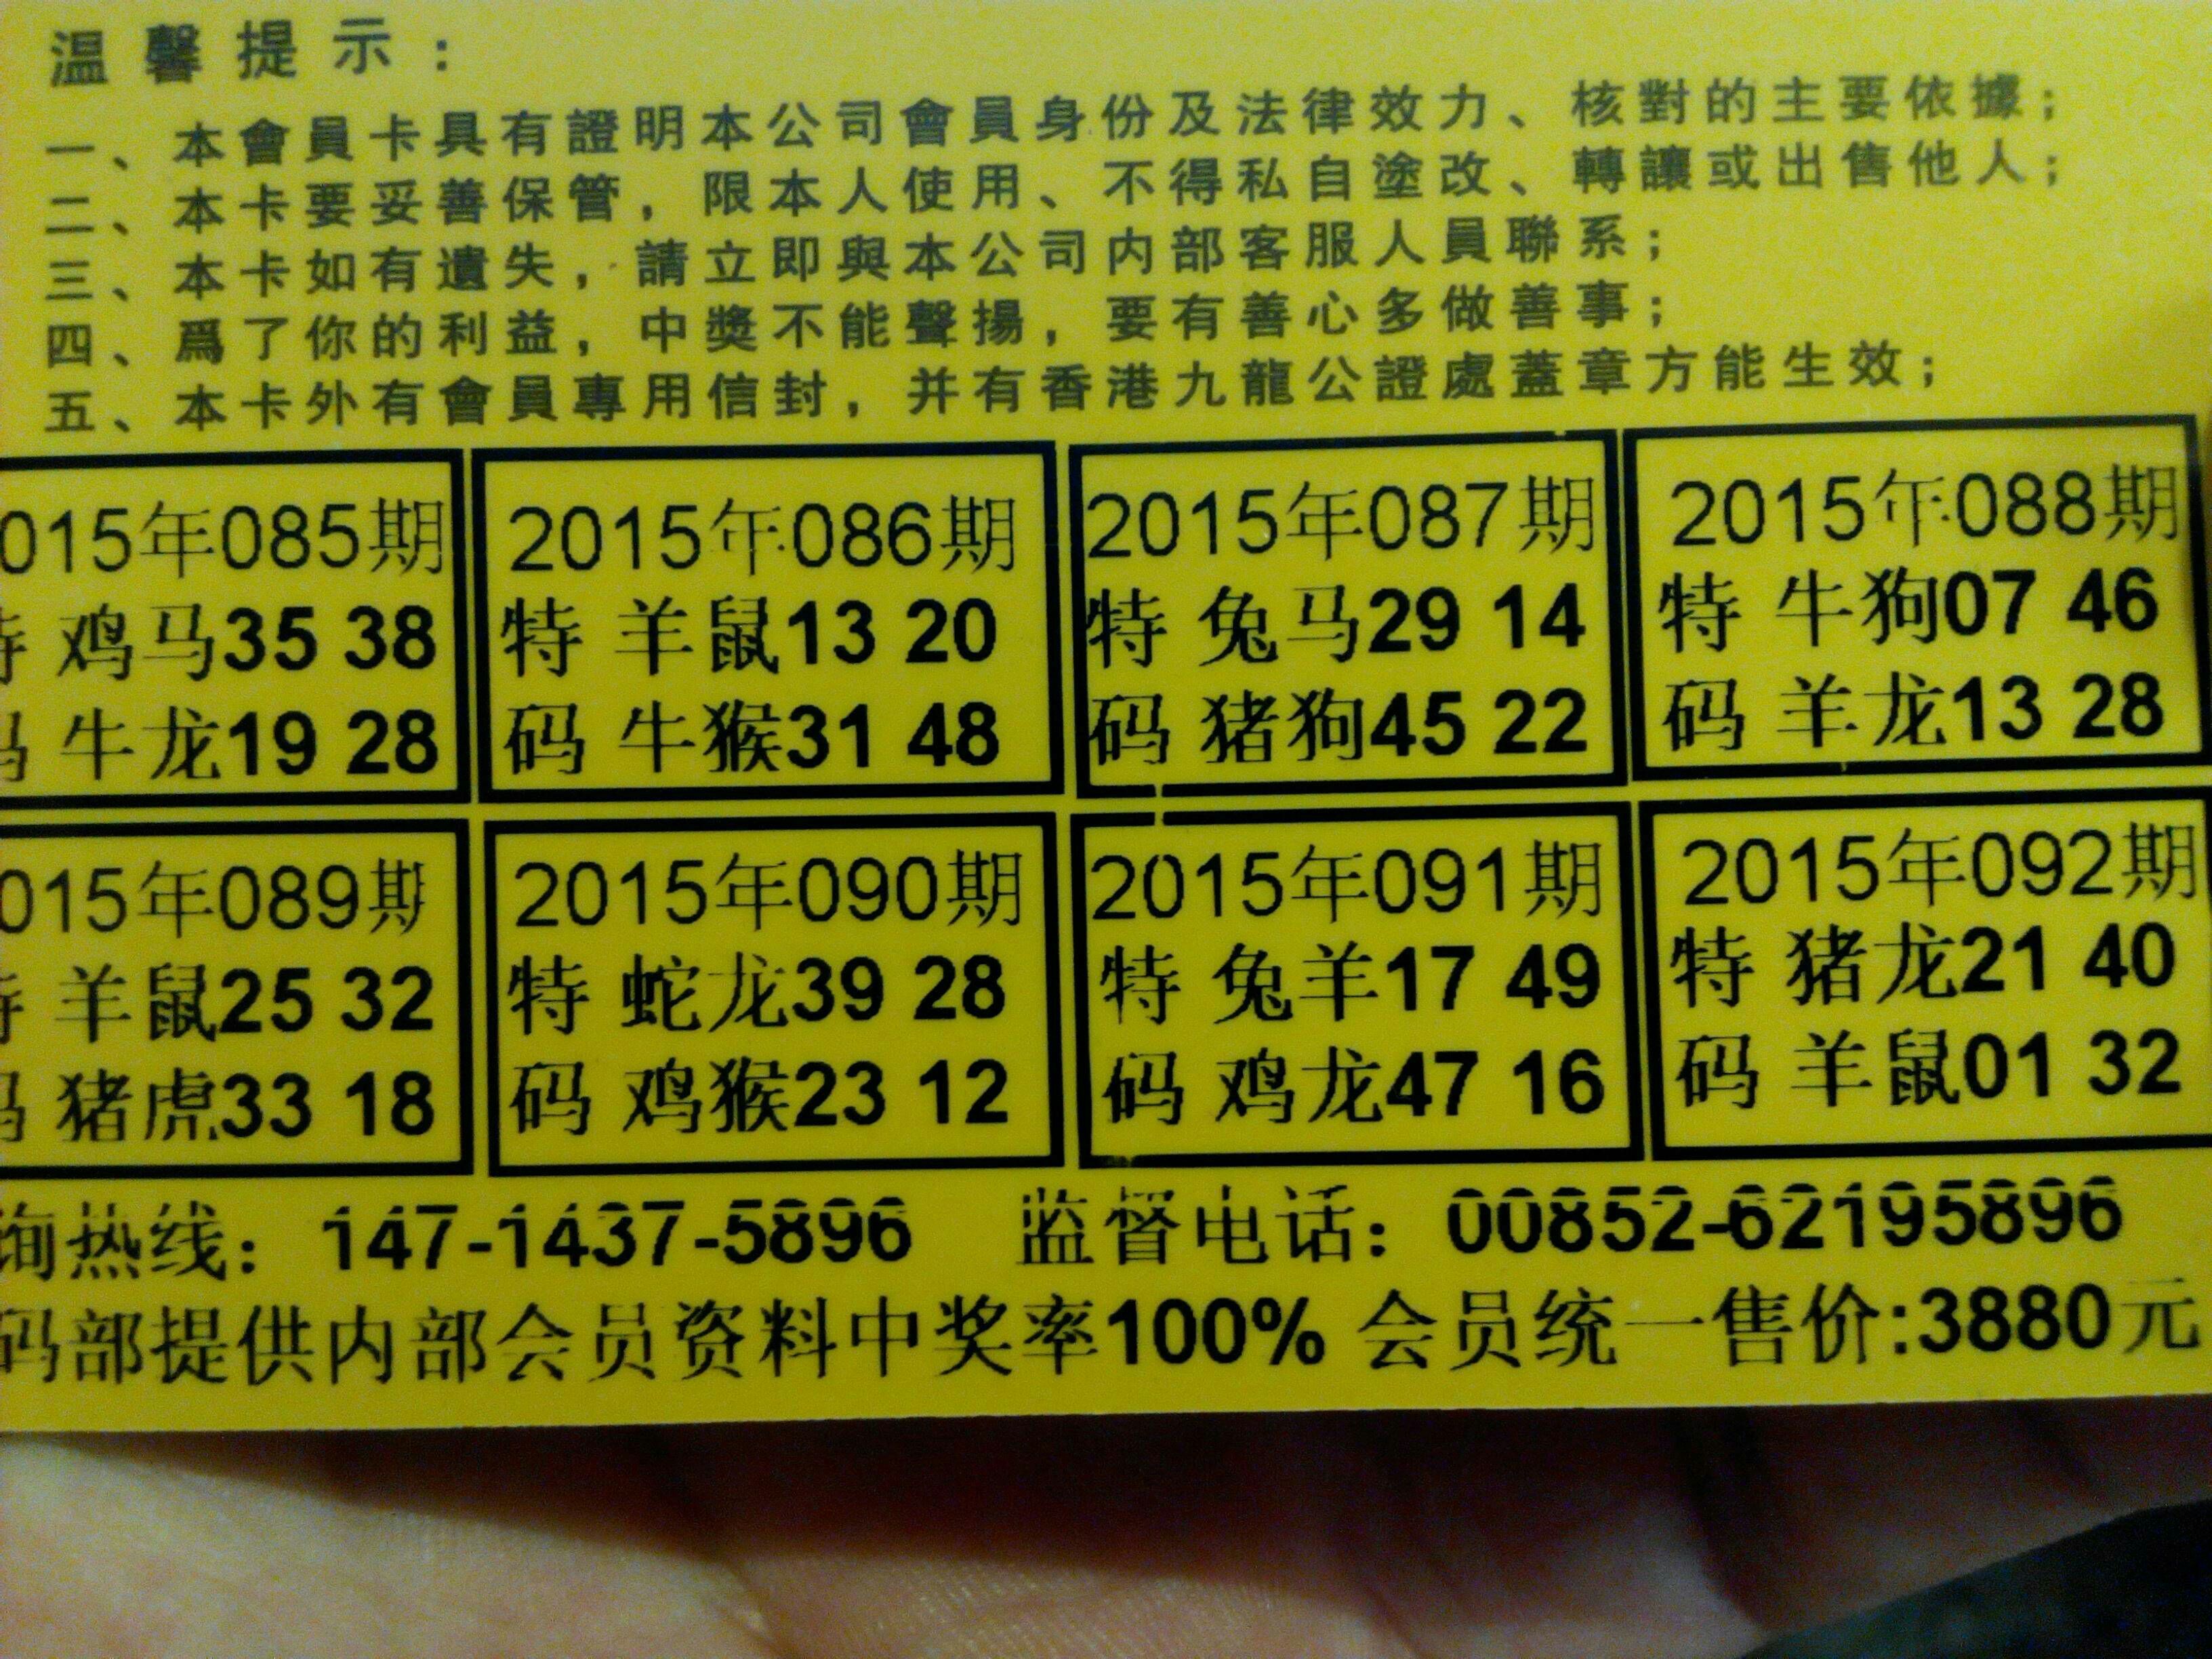 温馨提示：
一、本會員卡具有證明本公司會員身份及法律效力、核對的主要依據；
二、本卡要妥善保管，限本人使用、不得私自塗改、轉讓或出售他人；
三、本卡如有遺失，請立即與本公司内部客服人員聯系；
四、爲了你的利益，中獎不能聲揚，要有善心多做善事；
五、本卡外有會員專用信封，并有香港九龍公證處蓋章方能生效；
015年085期
特 鸡马35 38
码 牛龙19 28
2015年086期
特 羊鼠13 20
码 牛猴31 48
2015年087期
特 兔马29 14
码 猪狗45 22
2015年088期
特 牛狗07 46
码 羊龙13 28
015年089期
特 羊鼠25 32
码 猪虎33 18
2015年090期
特 蛇龙39 28
码 鸡猴23 12
2015年091期
特 兔羊17 49
码 鸡龙47 16
2015年092期
特 猪龙21 40
码 羊鼠01 32
询热线：147-1437-5896 监督电话：00852-62195896
码部提供内部会员资料中奖率100% 会员统一售价:3880元